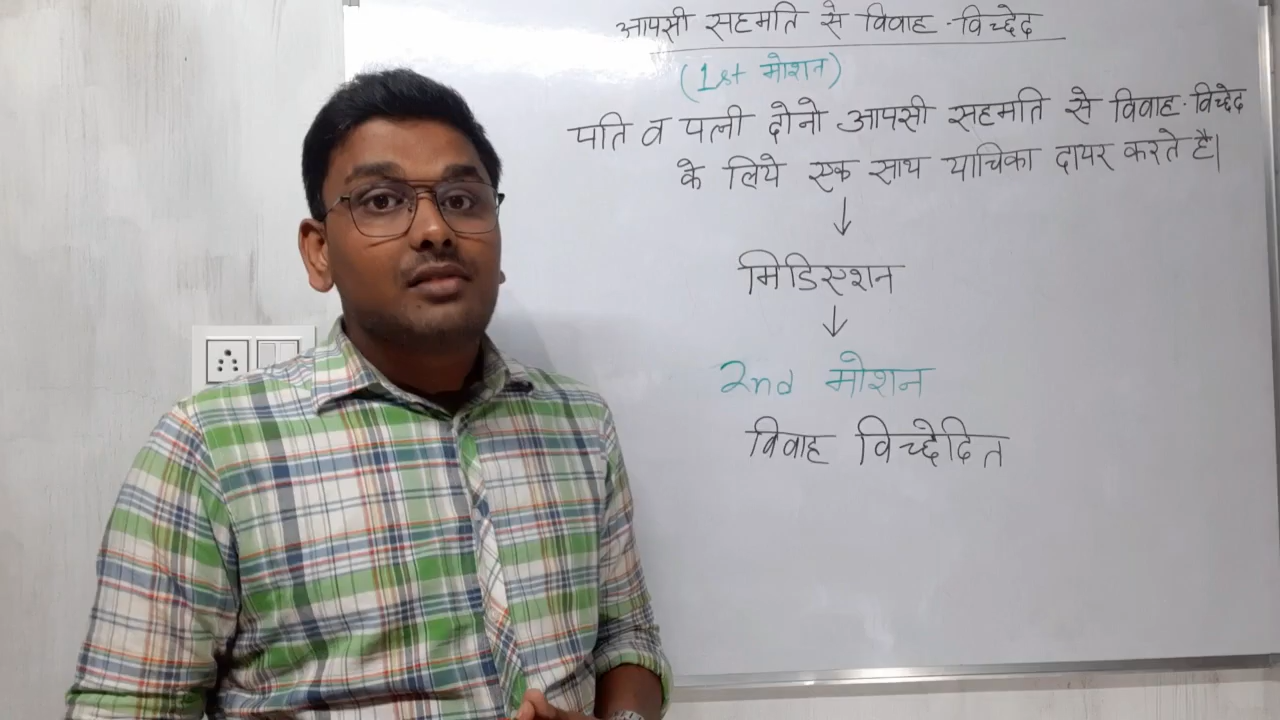 आपसी सहमति से विवाह-विच्छेद
(1st मोशन)
पति व पत्नी दोनो आपसी सहमति से विवाह-विच्छेद
के लिये एक साथ याचिका दायर करते है।
↓
मिडिएशन
↓
2nd मोशन
विवाह विच्छेदित